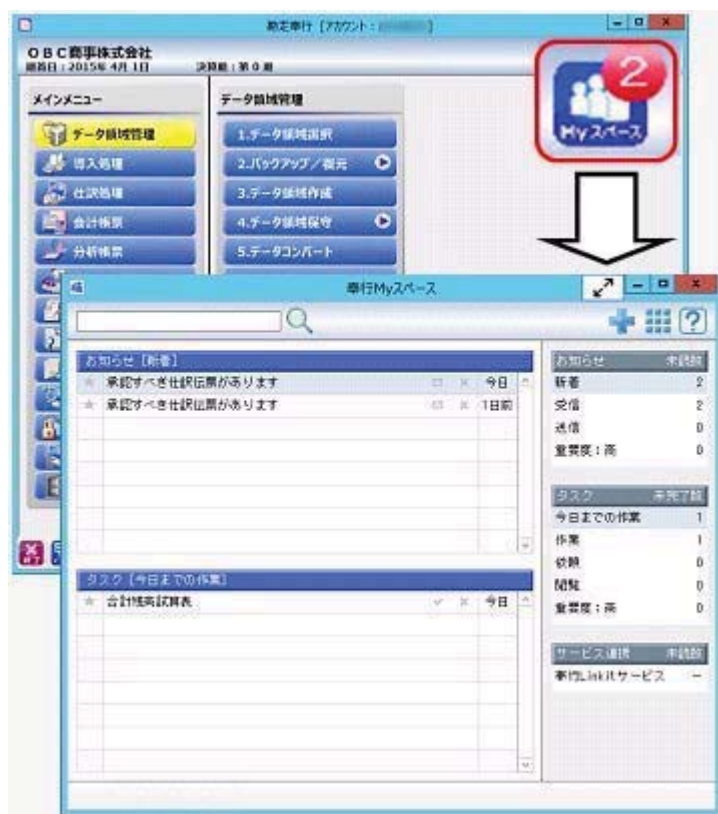 勘定奉行 [アカウント:
OBC商事株式会社
2015年 4月 1日
決算期:第 0 期
2
Myスペース
メインメニュー
データ領域管理
データ領域管理
1.データ領域選択
導入処理
2.バックアップ/復元
仕訳処理
3.データ領域作成
会計帳票
4.データ領域保守
分析帳票
5.データコンバート
奉行Myスペース
お知らせ [新着]
承認すべき仕訳伝票があります 今日
承認すべき仕訳伝票があります 1日前
お知らせ 未読数
新着 2
受信 2
送信 0
重要度:高 0
タスク 未完了数
今日までの作業 1
作業 1
依頼 0
閲覧 0
重要度:高 0
終了
タスク [今日までの作業]
合計残高試算表 今日
サービス連携 未読数
奉行LinkItサービス −